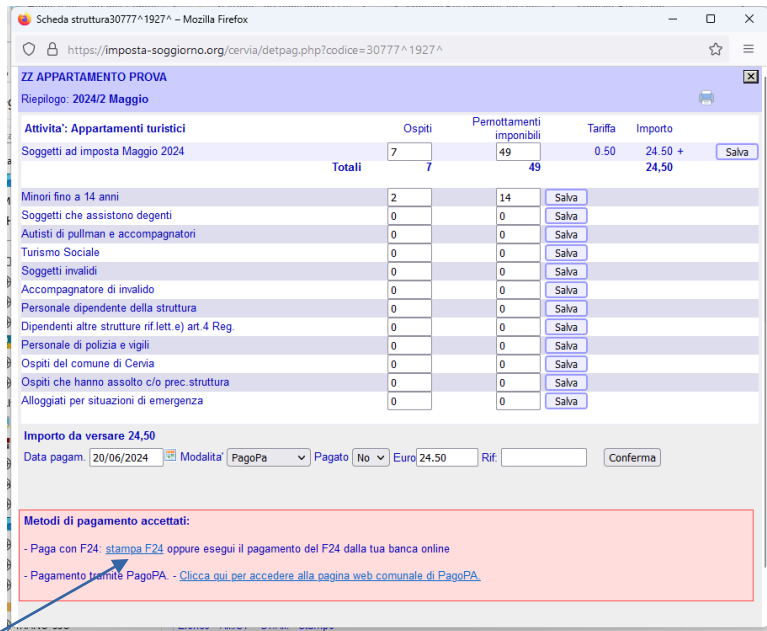 Scheda struttura30777^1927^ – Mozilla Firefox
https://imposta-soggiorno.org/cervia/detpag.php?codice=30777^1927^
ZZ APPARTAMENTO PROVA
Riepilogo: 2024/2 Maggio
Attivita': Appartamenti turistici Ospiti Pernottamenti imponibili Tariffa Importo
Soggetti ad imposta Maggio 2024 7 49 0.50 24.50 + Salva
Totali 7 49 24,50
Minori fino a 14 anni 2 14 Salva
Soggetti che assistono degenti 0 0 Salva
Autisti di pullman e accompagnatori 0 0 Salva
Turismo Sociale 0 0 Salva
Soggetti invalidi 0 0 Salva
Accompagnatore di invalido 0 0 Salva
Personale dipendente della struttura 0 0 Salva
Dipendenti altre strutture rif.lett.e) art.4 Reg. 0 0 Salva
Personale di polizia e vigili 0 0 Salva
Ospiti del comune di Cervia 0 0 Salva
Ospiti che hanno assolto c/o prec.struttura 0 0 Salva
Alloggiati per situazioni di emergenza 0 0 Salva
Importo da versare 24,50
Data pagam. 20/06/2024 Modalita' PagoPa Pagato No Euro 24.50 Rif: Conferma
Metodi di pagamento accettati:
- Paga con F24: stampa F24 oppure esegui il pagamento del F24 dalla tua banca online
- Pagamento tramite PagoPA. - Clicca qui per accedere alla pagina web comunale di PagoPA.